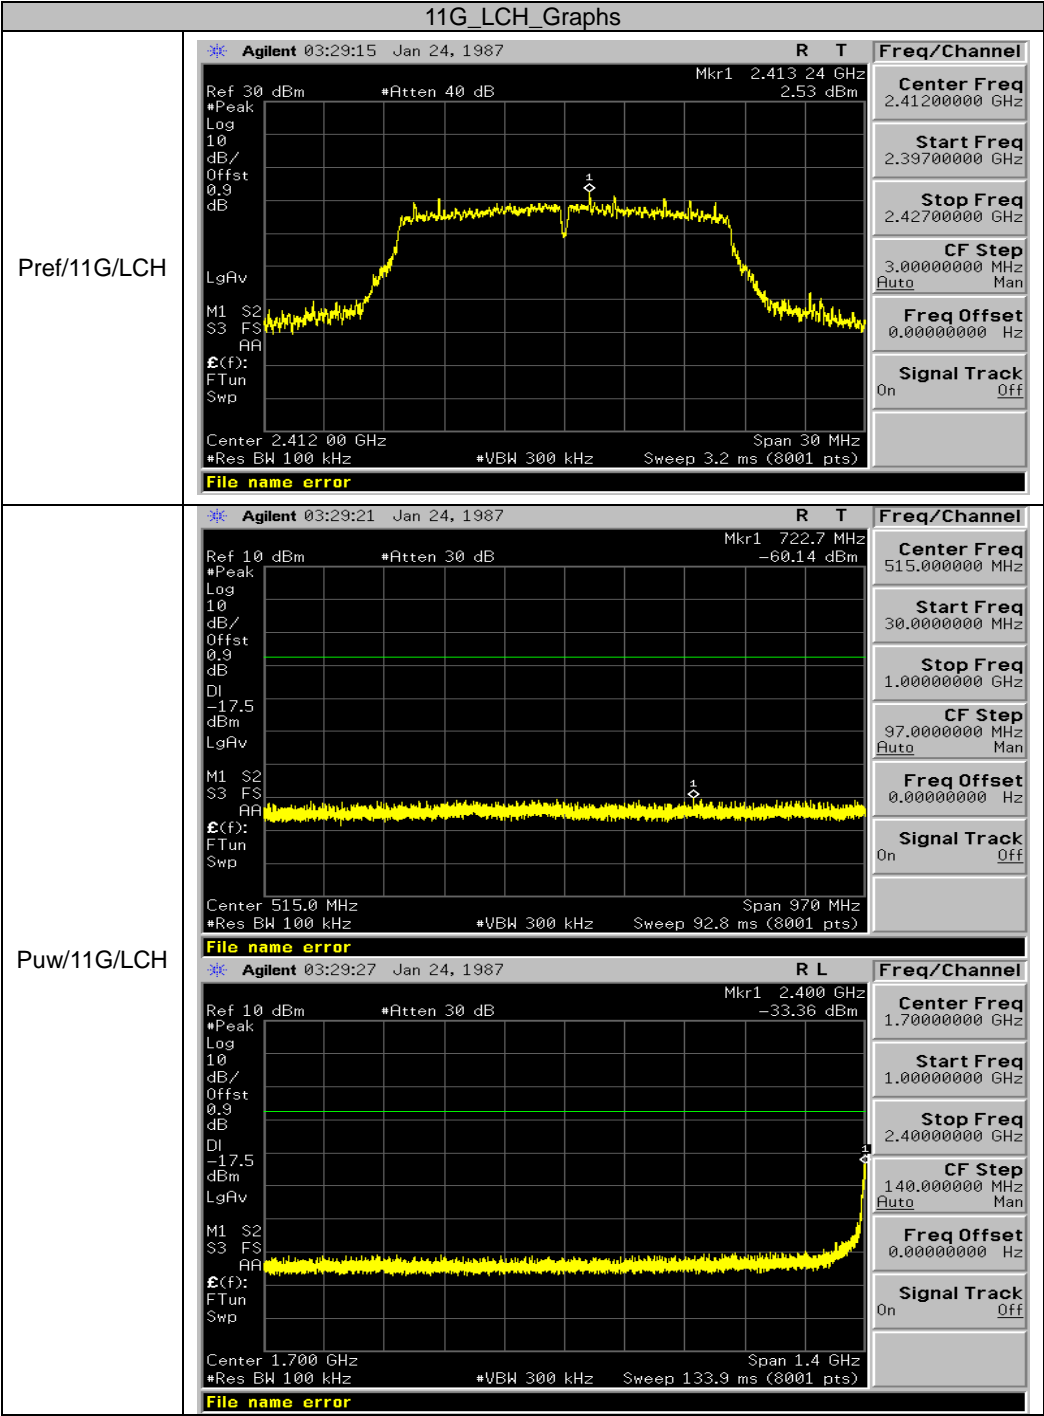 11G_LCH_Graphs
Pref/11G/LCH
Agilent 03:29:15 Jan 24, 1987 R T Freq/Channel
Mkr1 2.413 24 GHz
Ref 30 dBm #Atten 40 dB 2.53 dBm
#Peak
Log
10
dB/
Offst
0.9
dB
1
LgAv
M1 S2
S3 FS
AA
£(f):
FTun
Swp
Center 2.412 00 GHz Span 30 MHz
#Res BW 100 kHz #VBW 300 kHz Sweep 3.2 ms (8001 pts)
File name error
Center Freq
2.41200000 GHz
Start Freq
2.39700000 GHz
Stop Freq
2.42700000 GHz
CF Step
3.00000000 MHz
Auto Man
Freq Offset
0.00000000 Hz
Signal Track
On Off
Puw/11G/LCH
Agilent 03:29:21 Jan 24, 1987 R T Freq/Channel
Mkr1 722.7 MHz
Ref 10 dBm #Atten 30 dB -60.14 dBm
#Peak
Log
10
dB/
Offst
0.9
dB
DI
-17.5
dBm
LgAv
1
M1 S2
S3 FS
AA
£(f):
FTun
Swp
Center 515.0 MHz Span 970 MHz
#Res BW 100 kHz #VBW 300 kHz Sweep 92.8 ms (8001 pts)
File name error
Center Freq
515.000000 MHz
Start Freq
30.0000000 MHz
Stop Freq
1.00000000 GHz
CF Step
97.0000000 MHz
Auto Man
Freq Offset
0.00000000 Hz
Signal Track
On Off
Agilent 03:29:27 Jan 24, 1987 R L Freq/Channel
Mkr1 2.400 GHz
Ref 10 dBm #Atten 30 dB -33.36 dBm
#Peak
Log
10
dB/
Offst
0.9
dB
DI
-17.5
dBm
LgAv
1
M1 S2
S3 FS
AA
£(f):
FTun
Swp
Center 1.700 GHz Span 1.4 GHz
#Res BW 100 kHz #VBW 300 kHz Sweep 133.9 ms (8001 pts)
File name error
Center Freq
1.70000000 GHz
Start Freq
1.00000000 GHz
Stop Freq
2.40000000 GHz
CF Step
140.000000 MHz
Auto Man
Freq Offset
0.00000000 Hz
Signal Track
On Off